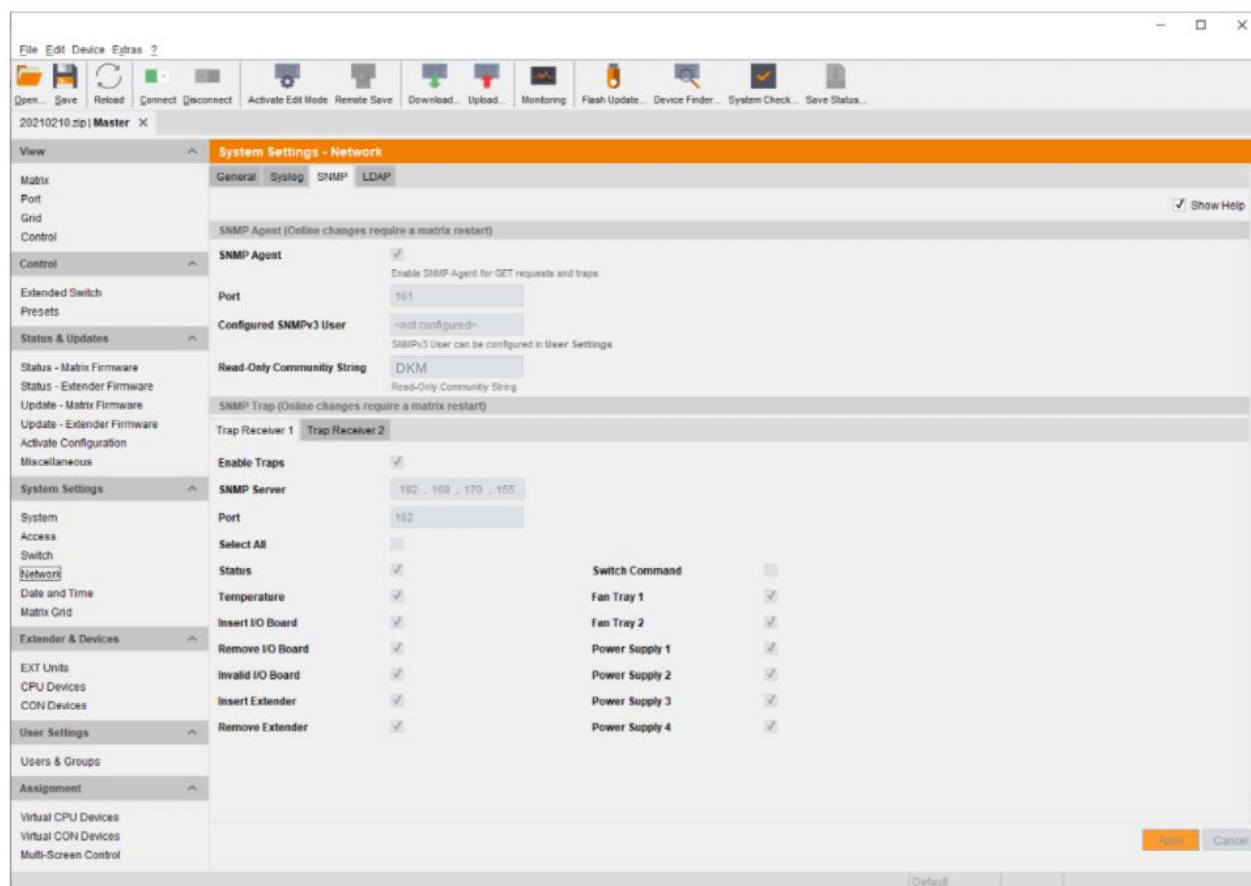 File Edit Device Extras ?
Open... Save Reload Connect Disconnect Activate Edit Mode Remote Save Download... Upload... Monitoring Flash Update... Device Finder... System Check... Save Status...
20210210.zip | Master
View
Matrix
Port
Grid
Control
Control
Extended Switch
Presets
Status & Updates
Status - Matrix Firmware
Status - Extender Firmware
Update - Matrix Firmware
Update - Extender Firmware
Activate Configuration
Miscellaneous
System Settings
System
Access
Switch
Network
Date and Time
Matrix Grid
Extender & Devices
EXT Units
CPU Devices
CON Devices
User Settings
Users & Groups
Assignment
Virtual CPU Devices
Virtual CON Devices
Multi-Screen Control
System Settings - Network
General Syslog SNMP LDAP
Show Help
SNMP Agent (Online changes require a matrix restart)
SNMP Agent
Enable SNMP Agent for GET requests and traps
Port 161
Configured SNMPv3 User <not configured>
SNMPv3 User can be configured in User Settings
Read-Only Communitiy String DKM
Read-Only Community String
SNMP Trap (Online changes require a matrix restart)
Trap Receiver 1 Trap Receiver 2
Enable Traps
SNMP Server 192 . 168 . 170 . 155
Port 162
Select All
Status Switch Command
Temperature Fan Tray 1
Insert I/O Board Fan Tray 2
Remove I/O Board Power Supply 1
Invalid I/O Board Power Supply 2
Insert Extender Power Supply 3
Remove Extender Power Supply 4
Apply Cancel
Default